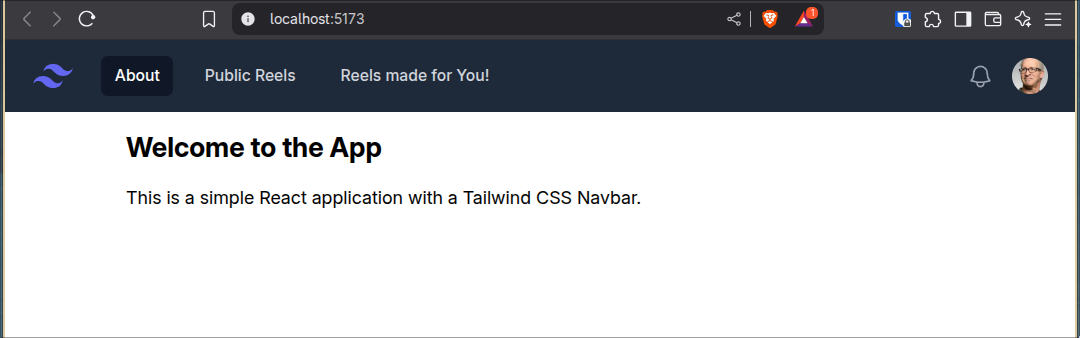 localhost:5173
1
About
Public Reels
Reels made for You!
Welcome to the App
This is a simple React application with a Tailwind CSS Navbar.